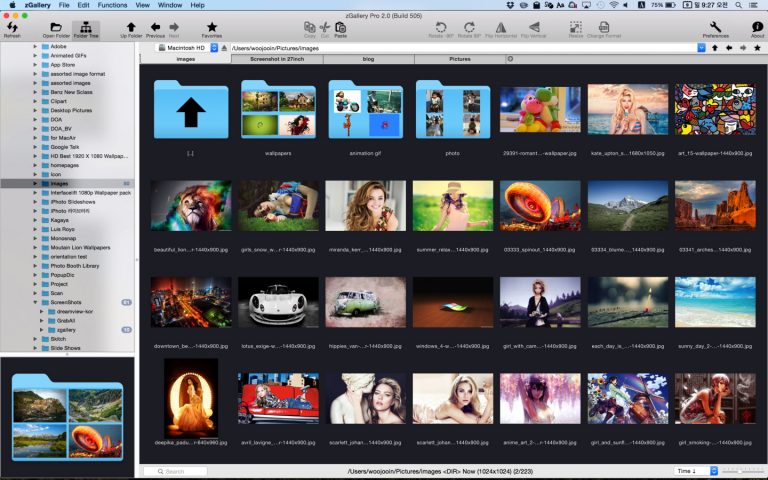 zGallery File Edit Functions View Window Help
75% 일 9:27 오전
zGallery Pro 2.0 (Build 505)
Refresh Open Folder Folder Tree Up Folder Previous Next Favorites Copy Cut Paste Rotate -90° Rotate 90° Flip Horizontal Flip Vertical Resize Change Format Preferences About
Macintosh HD /Users/woojooin/Pictures/images
images Screenshot in 27inch blog Pictures
Adobe
Animated GIFs
App Store
assorted image format
assorted images
Benz New Sclass
Clipart
Desktop Pictures
DOA
DOA_BV
for MacAir
Google Talk
HD Best 1920 X 1080 Wallpap...
homepages
Icon
images
Interfacelift 1080p Wallpaper pack
iPhoto Slideshows
iPhoto 라이브러리
Kagaya
Luis Royo
Monosnap
Moutain Lion Wallpapers
orientation test
Photo Booth Library
PopupDic
Project
Scan
ScreenShots 61
dreamview-kor
GrabAll
zgallery 10
Skitch
Slide Shows
[..] wallpapers animation gif photo 29391-romant...-wallpaper.jpg kate_upton_s...-1680x1050.jpg art_15-wallpaper-1440x900.jpg
beautiful_lion...r-1440x900.jpg girls_snow_w...-1440x900.jpg miranda_kerr_...-1440x900.jpg summer_relax...-1440x900.jpg 03333_spinout_1440x900.jpg 03334_blume...-1440x900.jpg 03341_arches...-1440x900.jpg
downtown_be...-1440x900.jpg lotus_exige-w...-1440x900.jpg hippies_van-...r-1440x900.jpg windows_4-w...-1440x900.jpg girl_with_cam...-1440x900.jpg each_day_is_...-1440x900.jpg sunny_day_2-...-1440x900.jpg
deepika_padu...r-640x960.jpg avril_lavigne_...r-1440x900.jpg scarlett_johan...-1440x900.jpg scarlett_johan...-1440x900.jpg anime_art_2-...r-1440x900.jpg girl_and_sunfl...-1440x900.jpg girl_smoking-...-1440x900.jpg
Search /Users/woojooin/Pictures/images <DIR> Now (1024x1024) (2/223) Time ↓